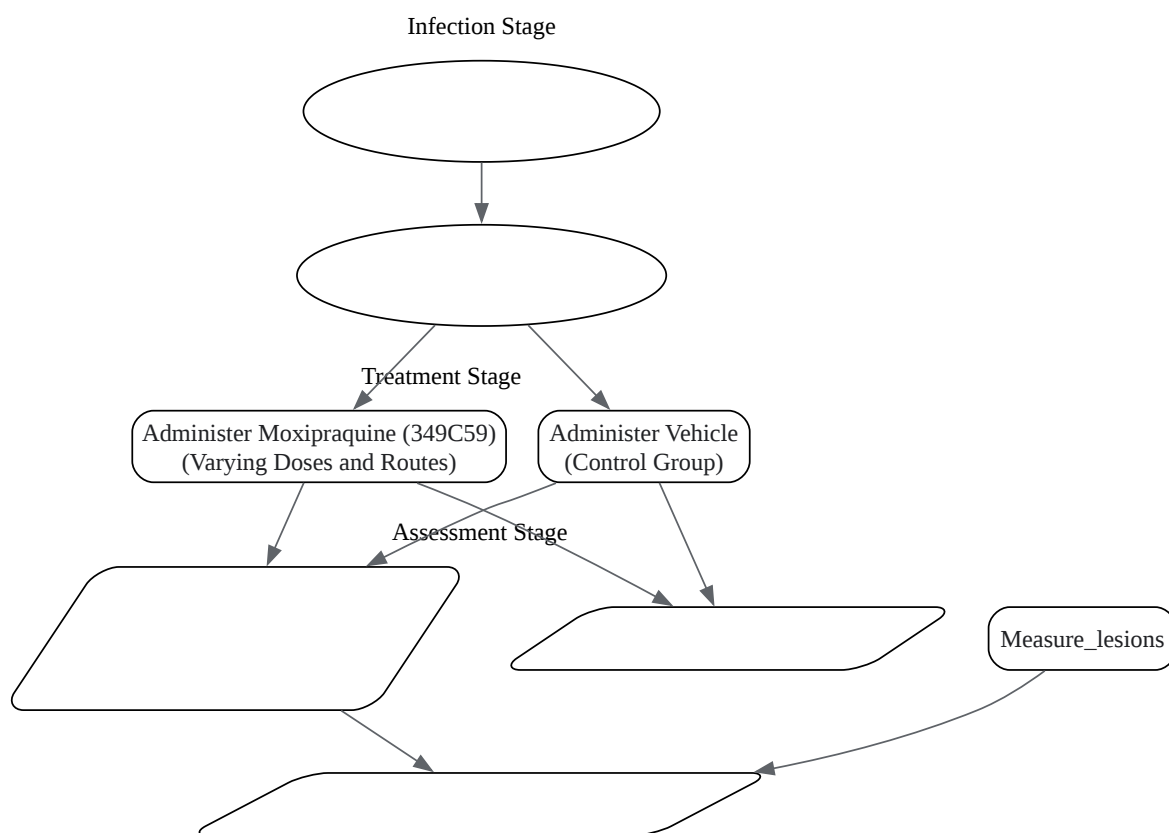 Infection Stage
Treatment Stage
Administer Moxipraquine (349C59)
(Varying Doses and Routes)
Administer Vehicle
(Control Group)
Assessment Stage
Measure_lesions